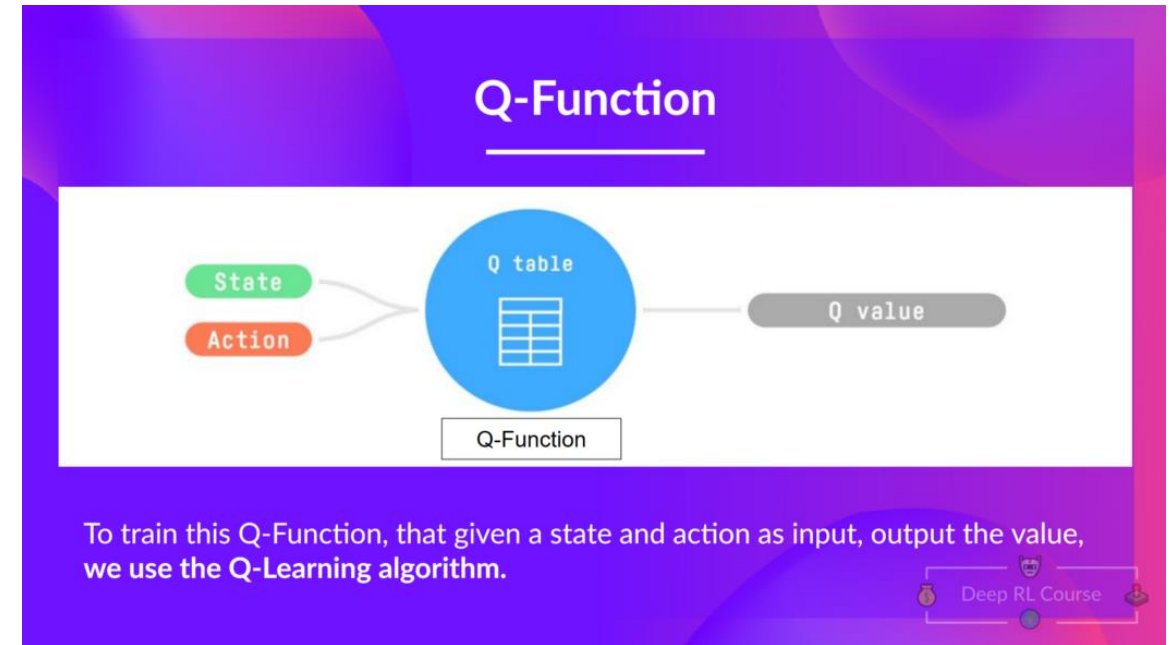 Q-Function
Q table
State
Action
Q value
Q-Function
To train this Q-Function, that given a state and action as input, output the value,
we use the Q-Learning algorithm.
Deep RL Course